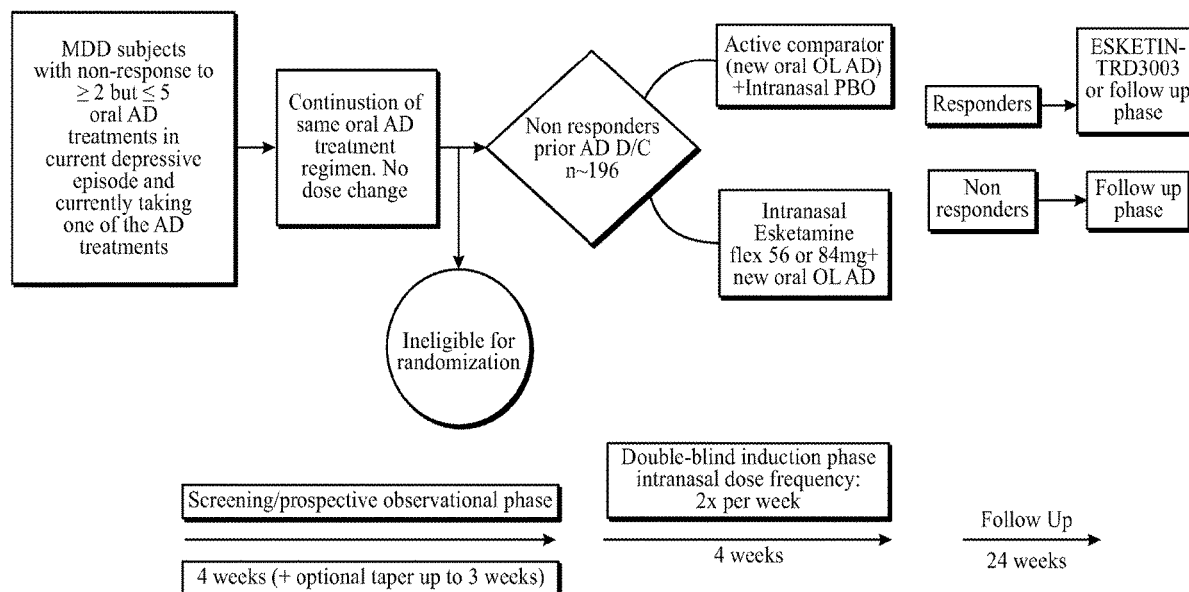 MDD subjects
with non-response to
≥ 2 but ≤ 5
oral AD
treatments in
current depressive
episode and
currently taking
one of the AD
treatments
Continustion of
same oral AD
treatment
regimen. No
dose change
Ineligible for
randomization
Non responders
prior AD D/C
n~196
Active comparator
(new oral OL AD)
+Intranasal PBO
Intranasal
Esketamine
flex 56 or 84mg+
new oral OL AD
Responders
ESKETIN-
TRD3003
or follow up
phase
Non
responders
Follow up
phase
Screening/prospective observational phase
4 weeks (+ optional taper up to 3 weeks)
Double-blind induction phase
intranasal dose frequency:
2x per week
4 weeks
Follow Up
24 weeks